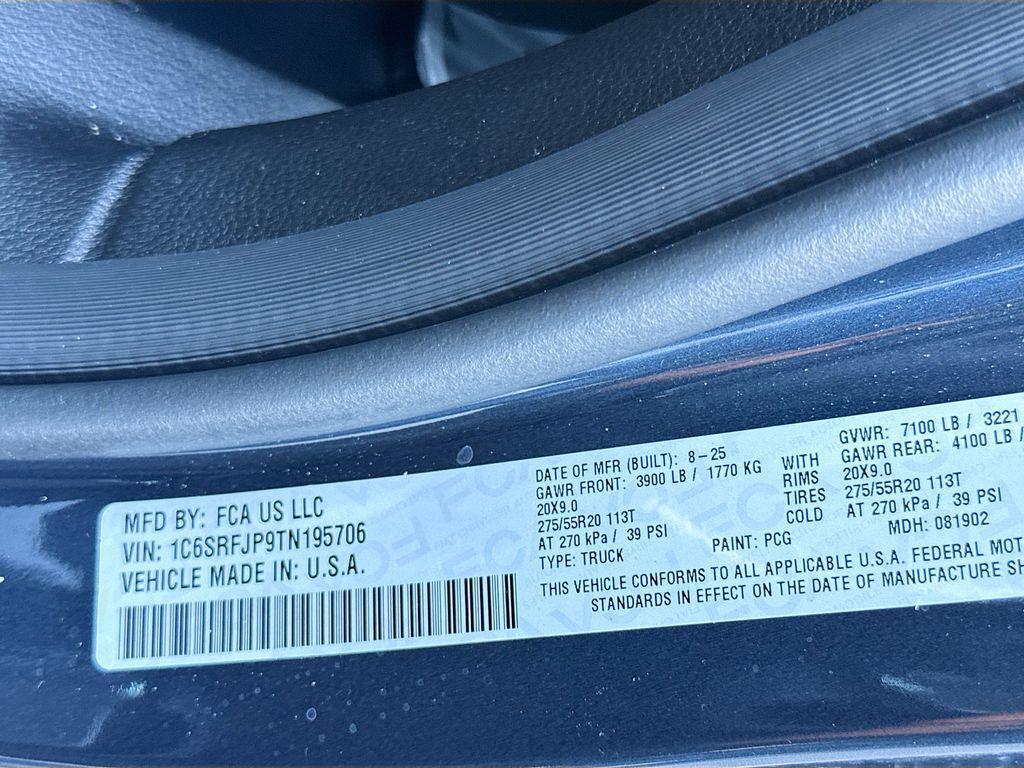 MFD BY: FCA US LLC
VIN: 1C6SRFJP9TN195706
VEHICLE MADE IN: U.S.A.
DATE OF MFR (BUILT): 8-25
GAWR FRONT: 3900 LB / 1770 KG
20X9.0
275/55R20 113T
AT 270 kPa / 39 PSI
TYPE: TRUCK
WITH
RIMS
TIRES
COLD
PAINT: PCG
GVWR: 7100 LB / 3221
GAWR REAR: 4100 LB /
20X9.0
275/55R20 113T
AT 270 kPa / 39 PSI
MDH: 081902
THIS VEHICLE CONFORMS TO ALL APPLICABLE U.S.A. FEDERAL MOT
STANDARDS IN EFFECT ON THE DATE OF MANUFACTURE SH